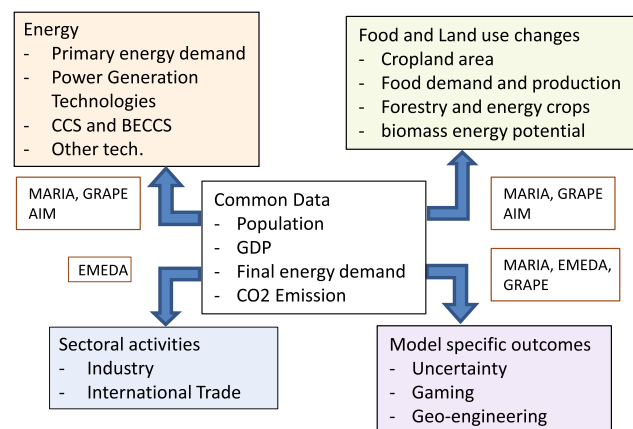 Energy
- Primary energy demand
- Power Generation
Technologies
- CCS and BECCS
- Other tech.
Food and Land use changes
- Cropland area
- Food demand and production
- Forestry and energy crops
- biomass energy potential
MARIA, GRAPE
AIM
Common Data
- Population
- GDP
- Final energy demand
- CO2 Emission
MARIA, GRAPE
AIM
EMEDA
MARIA, EMEDA,
GRAPE
Sectoral activities
- Industry
- International Trade
Model specific outcomes
- Uncertainty
- Gaming
- Geo-engineering